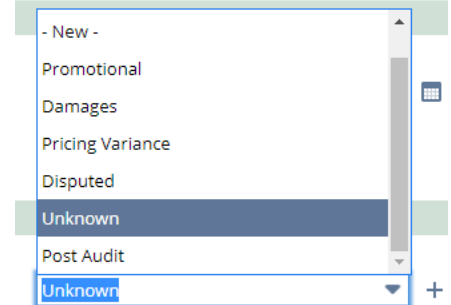 - New -
Promotional
Damages
Pricing Variance
Disputed
Unknown
Post Audit
Unknown